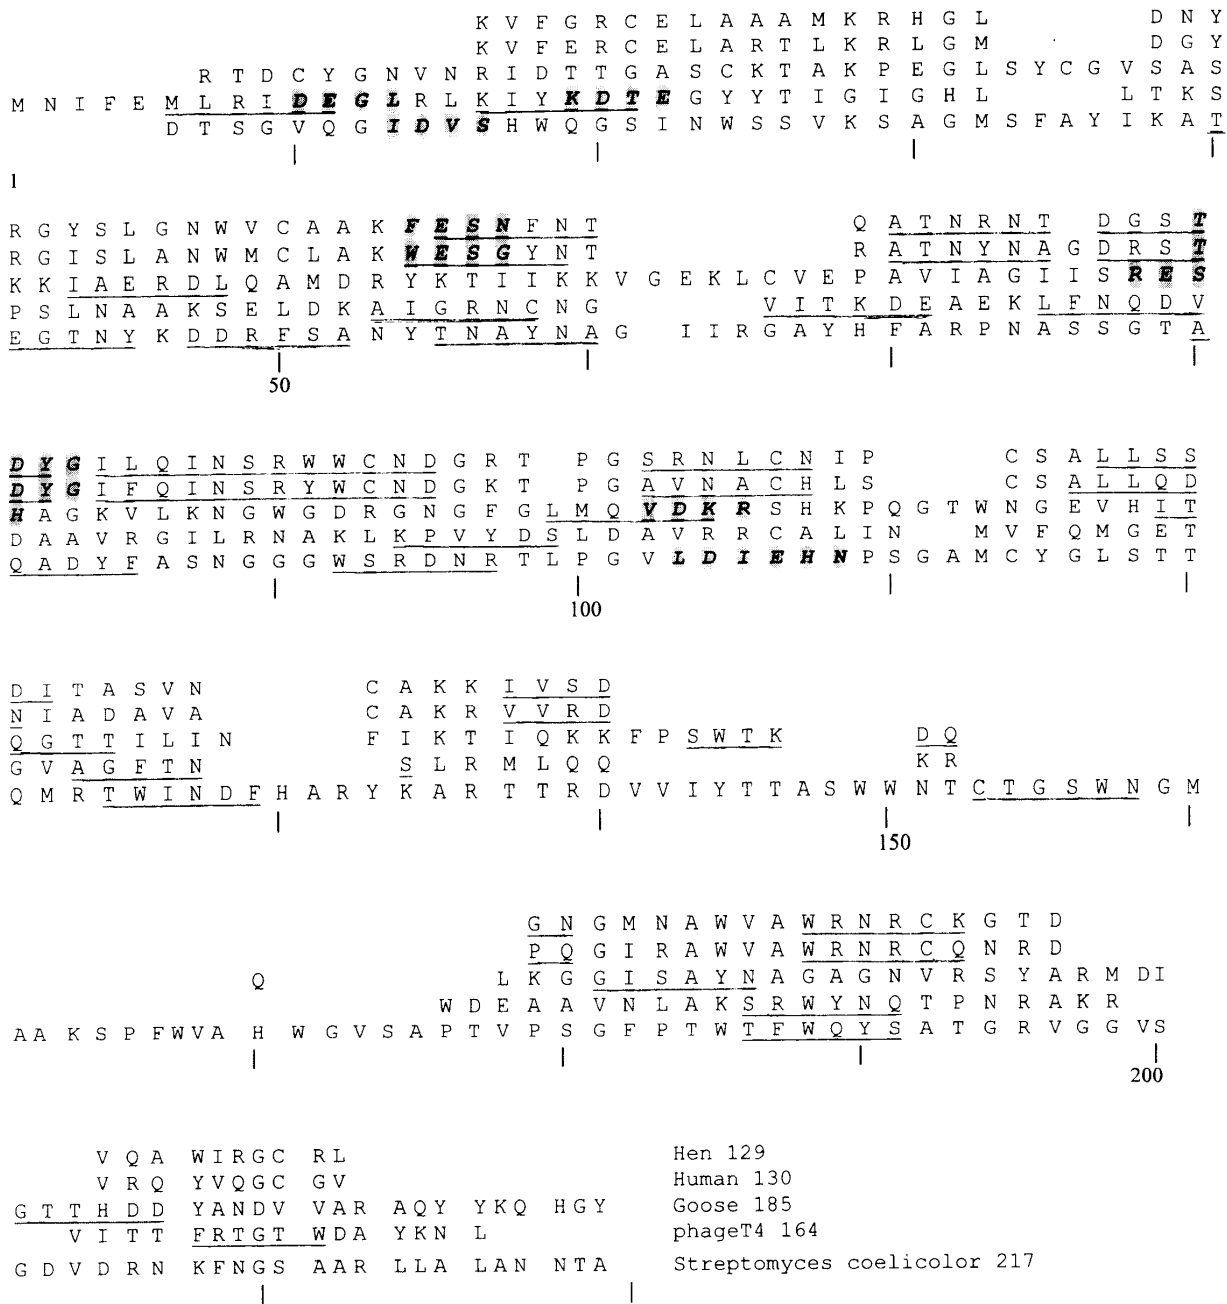 K V F G R C E L A A A M K R H G L D N Y
K V F E R C E L A R T L K R L G M D G Y
R T D C Y G N V N R I D T T G A S C K T A K P E G L S Y C G V S A S
M N I F E M L R I D E G L R L K I Y K D T E G Y Y T I G I G H L L T K S
D T S G V Q G I D V S H W Q G S I N W S S V K S A G M S F A Y I K A T
1
R G Y S L G N W V C A A K F E S N F N T Q A T N R N T D G S T
R G I S L A N W M C L A K W E S G Y N T R A T N Y N A G D R S T
K K I A E R D L Q A M D R Y K T I I K K V G E K L C V E P A V I A G I I S R E S
P S L N A A K S E L D K A I G R N C N G V I T K D E A E K L F N Q D V
E G T N Y K D D R F S A N Y T N A Y N A G I I R G A Y H F A R P N A S S G T A
50
D Y G I L Q I N S R W W C N D G R T P G S R N L C N I P C S A L L S S
D Y G I F Q I N S R Y W C N D G K T P G A V N A C H L S C S A L L Q D
H A G K V L K N G W G D R G N G F G L M Q V D K R S H K P Q G T W N G E V H I T
D A A V R G I L R N A K L K P V Y D S L D A V R R C A L I N M V F Q M G E T
Q A D Y F A S N G G G W S R D N R T L P G V L D I E H N P S G A M C Y G L S T T
100
D I T A S V N C A K K I V S D
N I A D A V A C A K R V V R D
Q G T T I L I N F I K T I Q K K F P S W T K D Q
G V A G F T N S L R M L Q Q K R
Q M R T W I N D F H A R Y K A R T T R D V V I Y T T A S W W N T C T G S W N G M
150
G N G M N A W V A W R N R C K G T D
P Q G I R A W V A W R N R C Q N R D
Q L K G G I S A Y N A G A G N V R S Y A R M D I
W D E A A V N L A K S R W Y N Q T P N R A K R
A A K S P F W V A H W G V S A P T V P S G F P T W T F W Q Y S A T G R V G G V S
200
V Q A W I R G C R L Hen 129
V R Q Y V Q G C G V Human 130
G T T H D D Y A N D V V A R A Q Y Y K Q H G Y Goose 185
V I T T F R T G T W D A Y K N L phageT4 164
G D V D R N K F N G S A A R L L A L A N N T A Streptomyces coelicolor 217